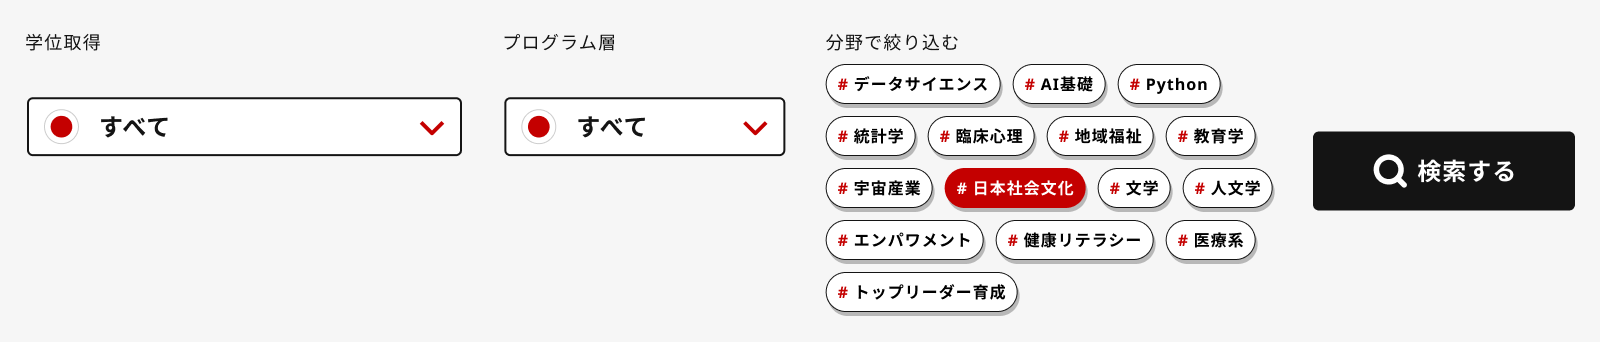 学位取得
すべて
プログラム層
すべて
分野で絞り込む
# データサイエンス # AI基礎 # Python
# 統計学 # 臨床心理 # 地域福祉 # 教育学
# 宇宙産業 # 日本社会文化 # 文学 # 人文学
# エンパワメント # 健康リテラシー # 医療系
# トップリーダー育成
検索する